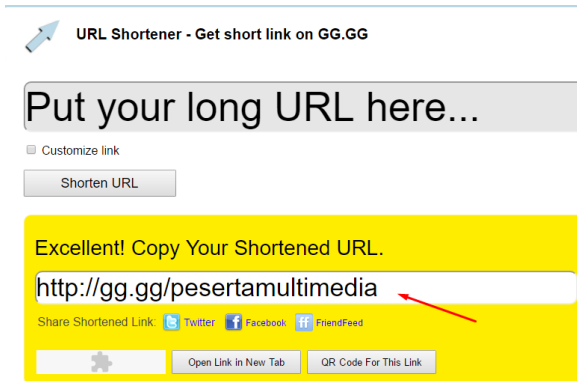 URL Shortener - Get short link on GG.GG
Put your long URL here...
Customize link
Shorten URL
Excellent! Copy Your Shortened URL.
http://gg.gg/pesertamultimedia
Share Shortened Link: Twitter Facebook FriendFeed
Open Link in New Tab QR Code For This Link